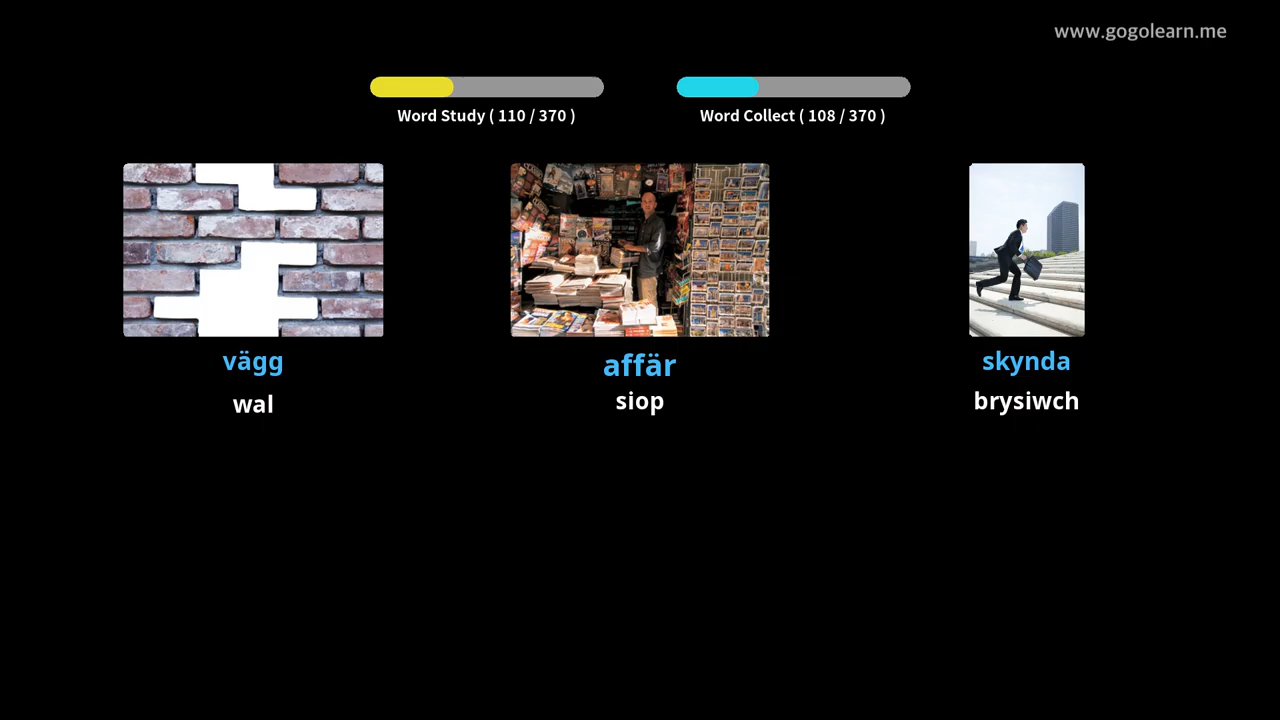 www.gogolearn.me
Word Study ( 110 / 370 )
Word Collect ( 108 / 370 )
vägg
wal
affär
siop
skynda
brysiwch